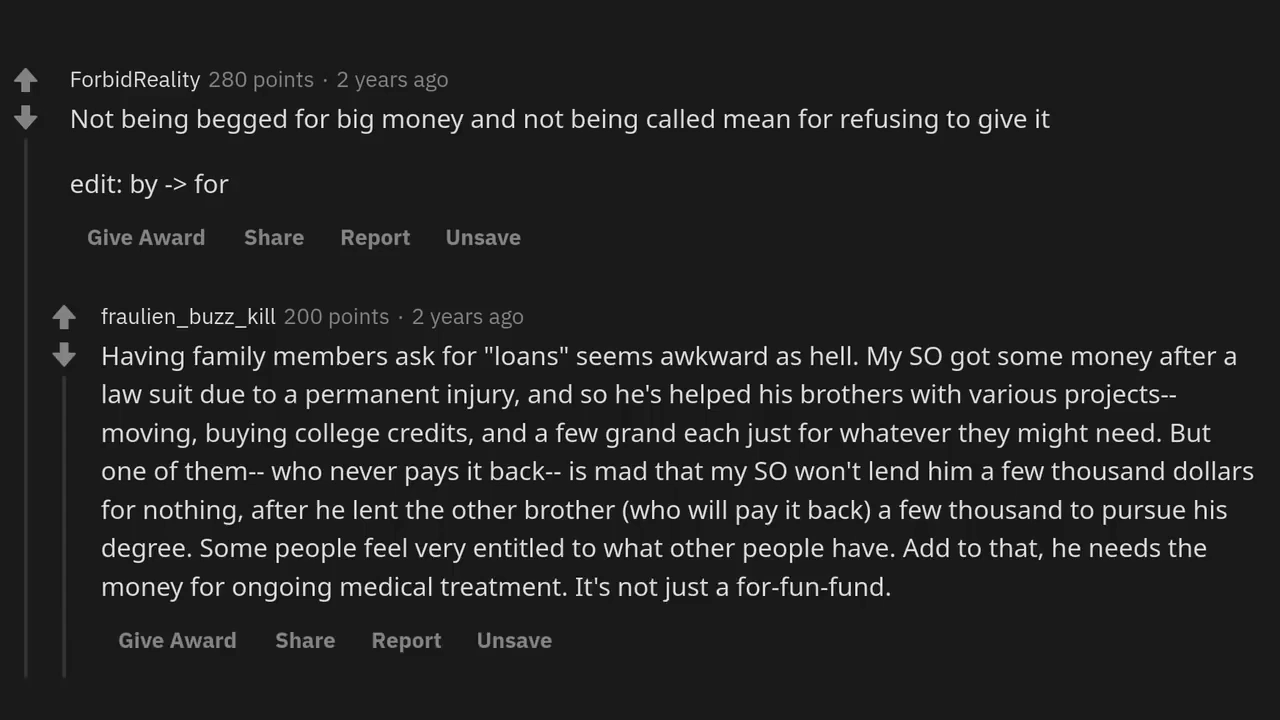 ForbidReality 280 points · 2 years ago
Not being begged for big money and not being called mean for refusing to give it
edit: by -> for
Give Award Share Report Unsave
fraulien_buzz_kill 200 points · 2 years ago
Having family members ask for "loans" seems awkward as hell. My SO got some money after a
law suit due to a permanent injury, and so he's helped his brothers with various projects--
moving, buying college credits, and a few grand each just for whatever they might need. But
one of them-- who never pays it back-- is mad that my SO won't lend him a few thousand dollars
for nothing, after he lent the other brother (who will pay it back) a few thousand to pursue his
degree. Some people feel very entitled to what other people have. Add to that, he needs the
money for ongoing medical treatment. It's not just a for-fun-fund.
Give Award Share Report Unsave